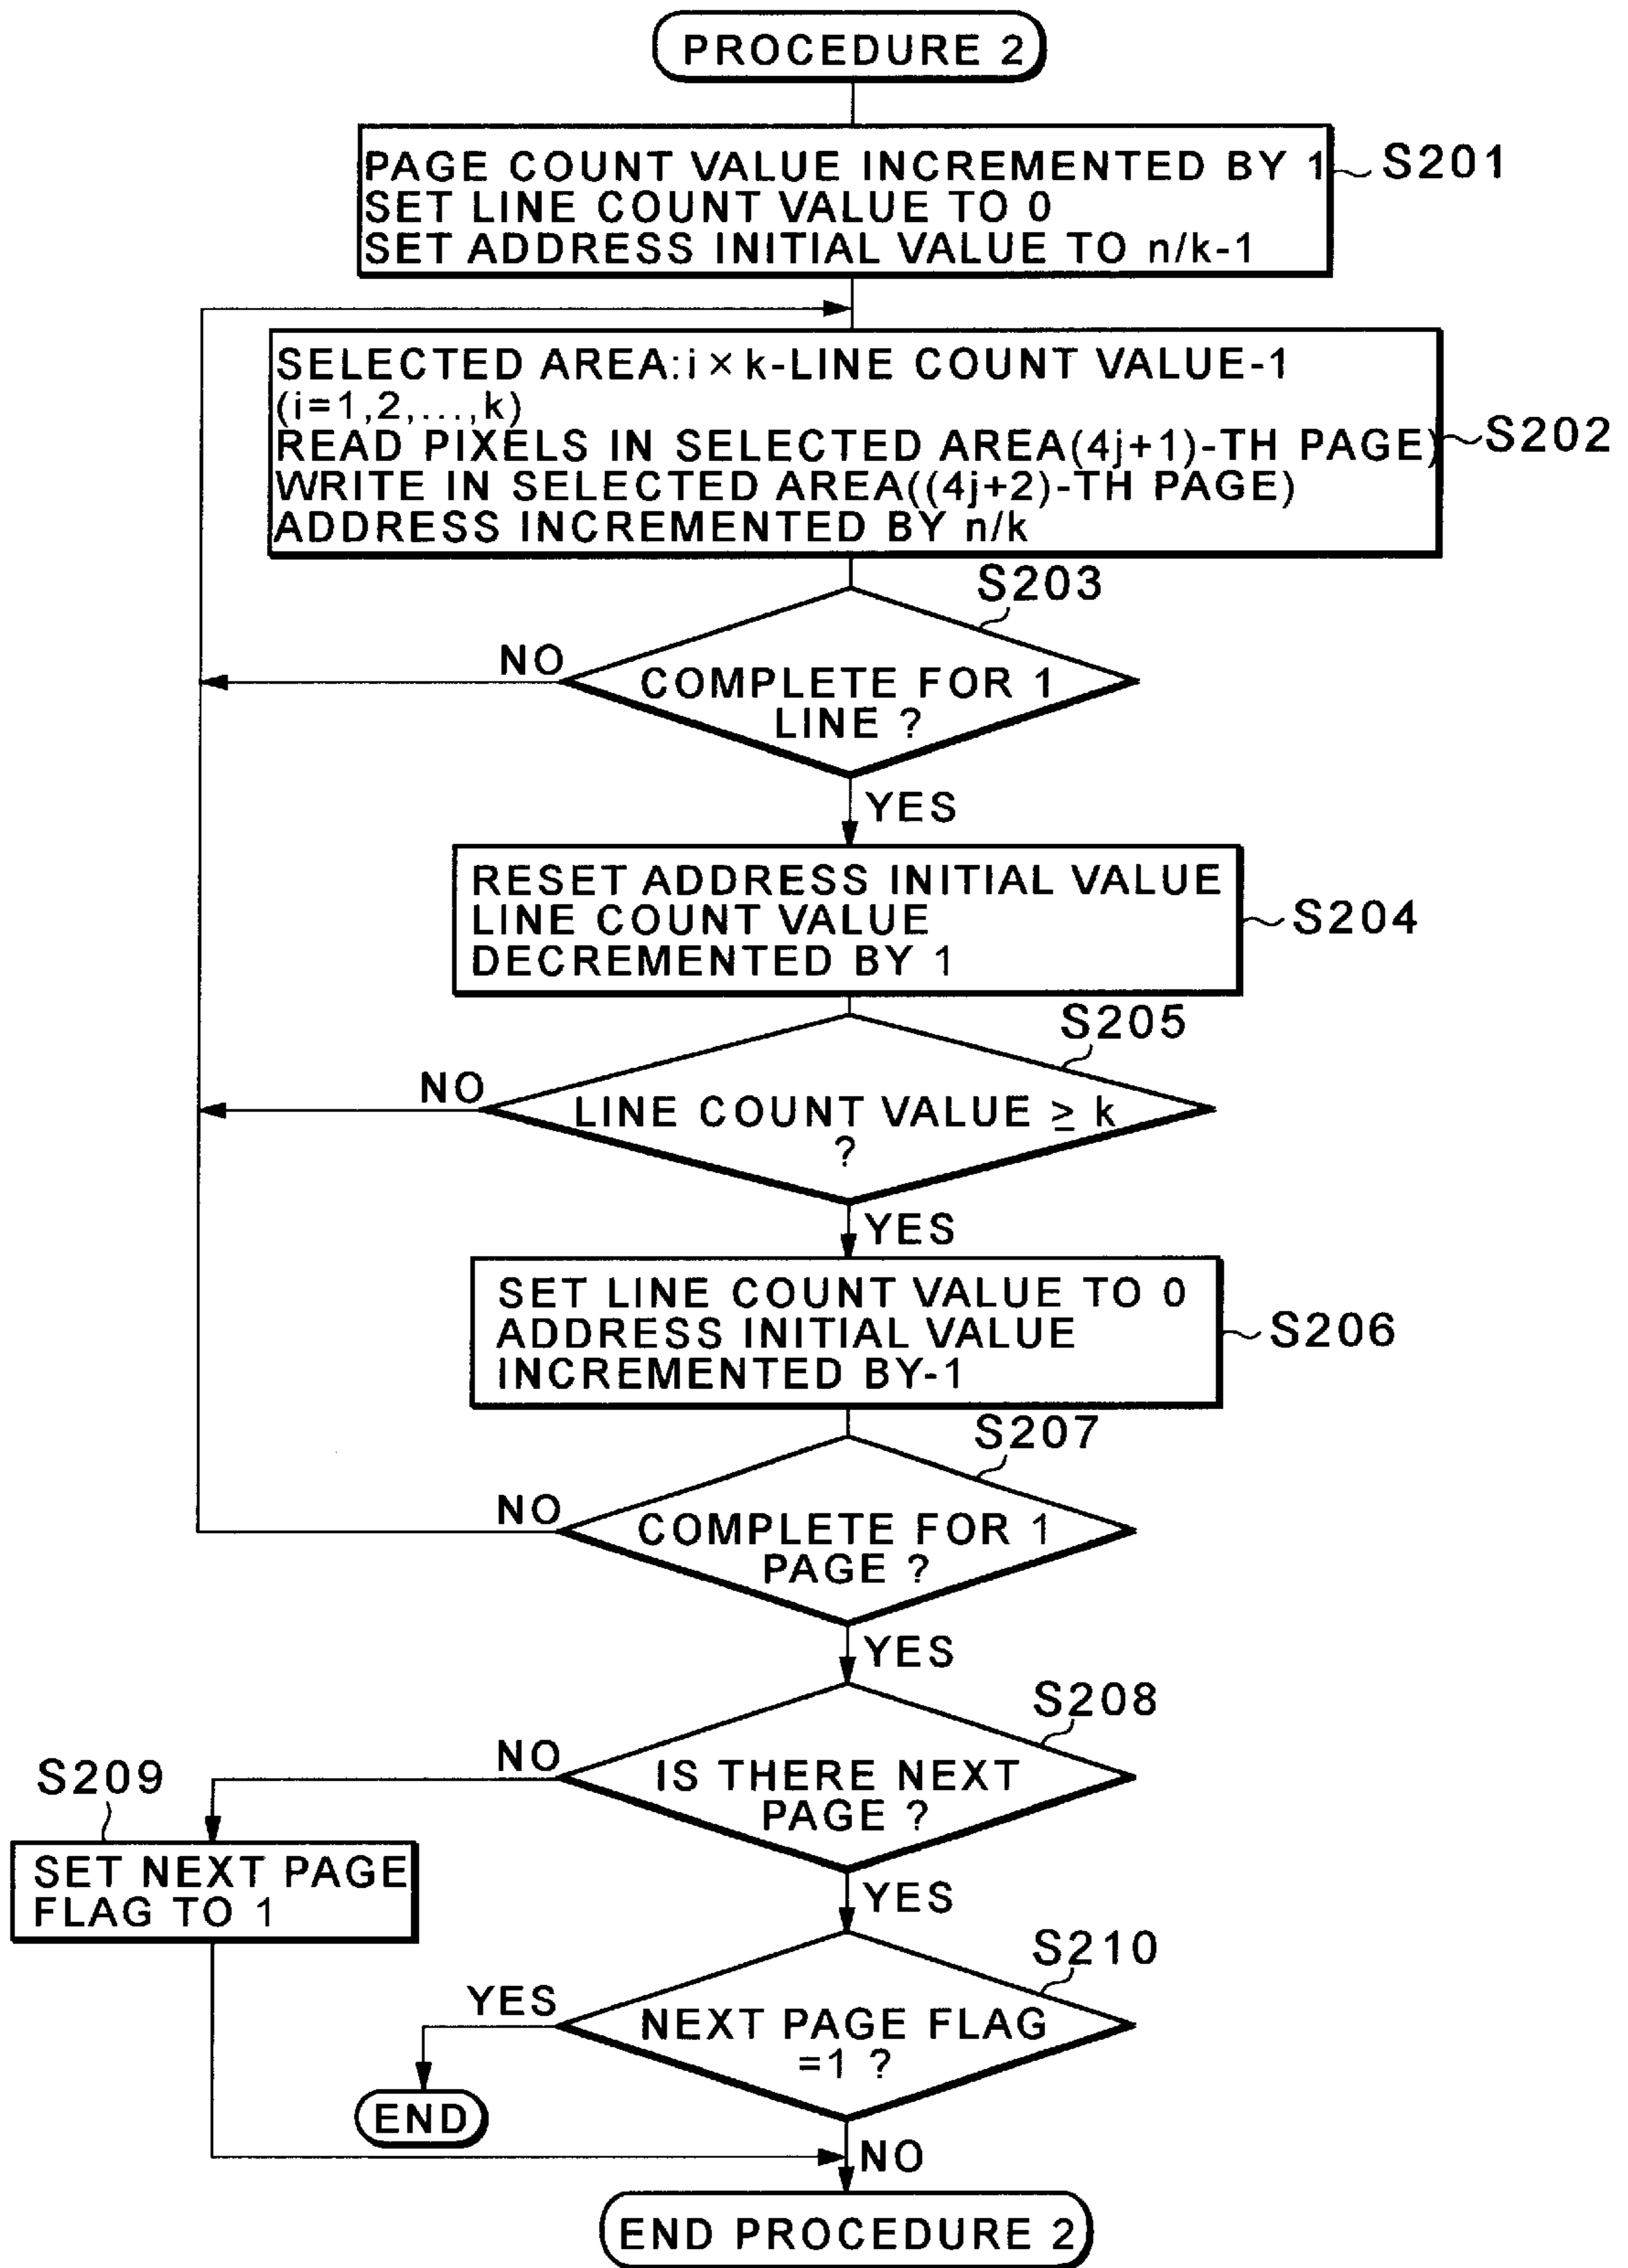 PROCEDURE 2
PAGE COUNT VALUE INCREMENTED BY 1
SET LINE COUNT VALUE TO 0
SET ADDRESS INITIAL VALUE TO n/k-1
S201
SELECTED AREA:i×k-LINE COUNT VALUE-1
(i=1,2,...,k)
READ PIXELS IN SELECTED AREA(4j+1)-TH PAGE)
WRITE IN SELECTED AREA((4j+2)-TH PAGE)
ADDRESS INCREMENTED BY n/k
S202
S203
NO
COMPLETE FOR 1
LINE ?
YES
RESET ADDRESS INITIAL VALUE
LINE COUNT VALUE
DECREMENTED BY 1
S204
S205
NO
LINE COUNT VALUE ≥ k
?
YES
SET LINE COUNT VALUE TO 0
ADDRESS INITIAL VALUE
INCREMENTED BY-1
S206
S207
NO
COMPLETE FOR 1
PAGE ?
YES
S208
NO
IS THERE NEXT
PAGE ?
S209
SET NEXT PAGE
FLAG TO 1
YES
S210
YES
NEXT PAGE FLAG
=1 ?
END
NO
END PROCEDURE 2